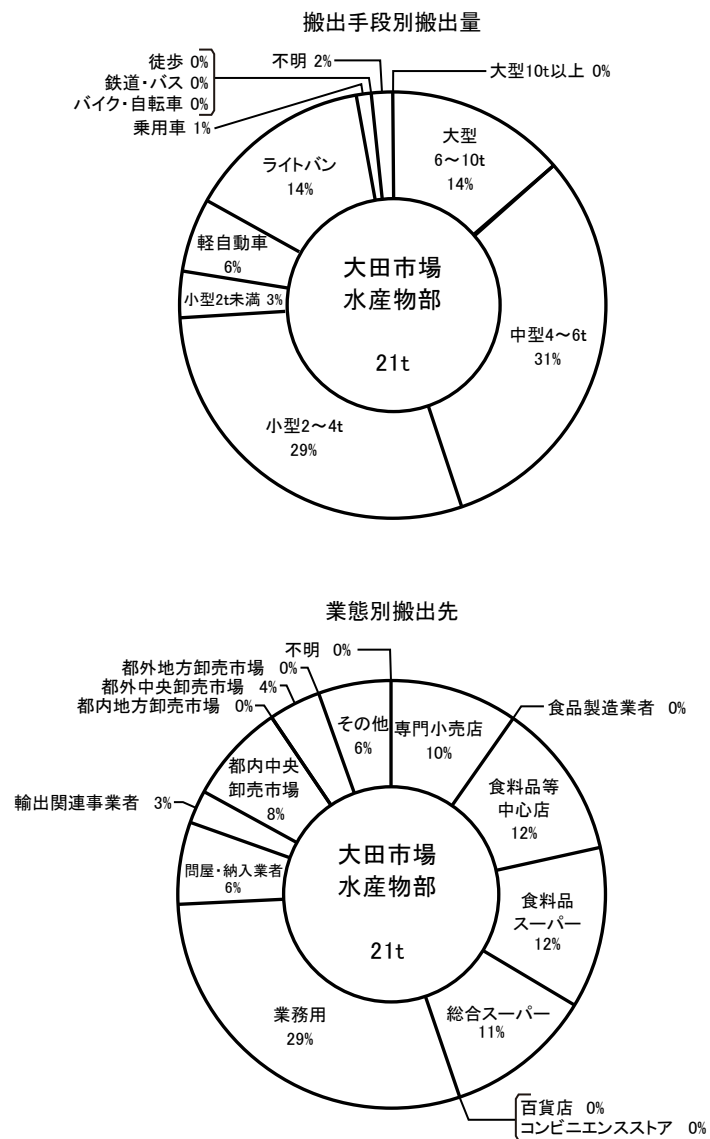 搬出手段別搬出量
徒歩 0%
鉄道・バス 0%
バイク・自転車 0%
乗用車 1%
不明 2%
大型10t以上 0%
大型
6～10t
14%
ライトバン
14%
軽自動車
6%
小型2t未満 3%
中型4～6t
31%
小型2～4t
29%
大田市場
水産物部
21t
業態別搬出先
不明 0%
都外地方卸売市場 0%
都外中央卸売市場 4%
都内地方卸売市場 0%
食品製造業者 0%
その他
6%
専門小売店
10%
都内中央
卸売市場
8%
食料品等
中心店
12%
輸出関連事業者 3%
問屋・納入業者
6%
食料品
スーパー
12%
大田市場
水産物部
21t
業務用
29%
総合スーパー
11%
百貨店 0%
コンビニエンスストア 0%